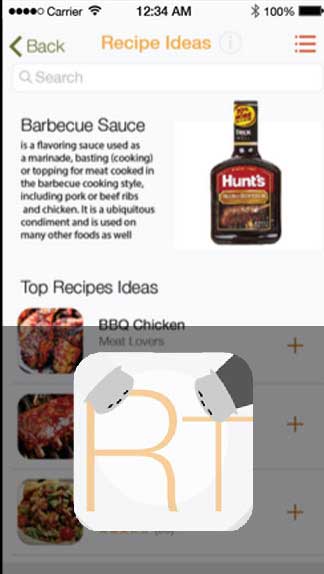 Carrier 12:34 AM 100%
Back Recipe Ideas i
Search
Barbecue Sauce
is a flavoring sauce used as
a marinade, basting (cooking)
or topping for meat cooked in
the barbecue cooking style,
including pork or beef ribs
and chicken. It is a ubiquitous
condiment and is used on
many other foods as well
Hunt's
Top Recipes Ideas
BBQ Chicken
Meat Lovers
RT